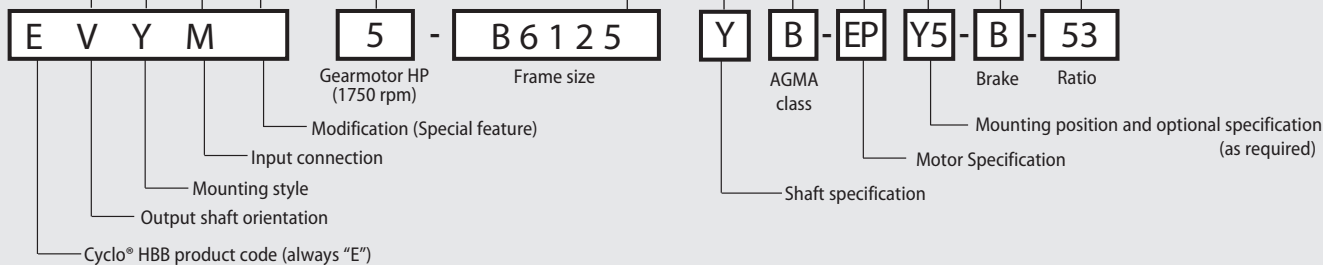 E V Y M 5 - B 6 1 2 5 Y B - EP Y5 - B - 53
Gearmotor HP
(1750 rpm)
Frame size
AGMA
class
Brake
Ratio
Modification (Special feature)
Mounting position and optional specification
(as required)
Input connection
Motor Specification
Mounting style
Shaft specification
Output shaft orientation
Cyclo® HBB product code (always “E”)